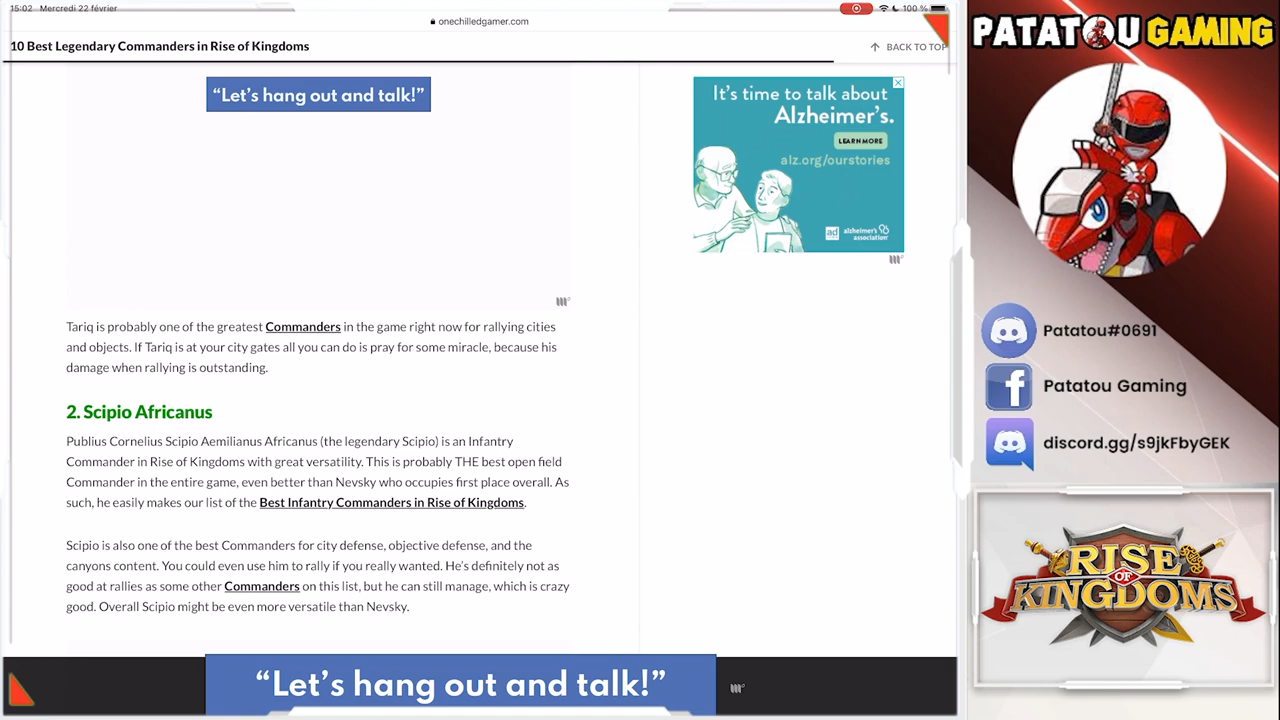 15:02 Mercredi 22 février
100 %
onechilledgamer.com
10 Best Legendary Commanders in Rise of Kingdoms
BACK TO TOP
“Let’s hang out and talk!”
It’s time to talk about
Alzheimer’s.
LEARN MORE
alz.org/ourstories
ad
alzheimer’s
association
Tariq is probably one of the greatest Commanders in the game right now for rallying cities
and objects. If Tariq is at your city gates all you can do is pray for some miracle, because his
damage when rallying is outstanding.
2. Scipio Africanus
Publius Cornelius Scipio Aemilianus Africanus (the legendary Scipio) is an Infantry
Commander in Rise of Kingdoms with great versatility. This is probably THE best open field
Commander in the entire game, even better than Nevsky who occupies first place overall. As
such, he easily makes our list of the Best Infantry Commanders in Rise of Kingdoms.
Scipio is also one of the best Commanders for city defense, objective defense, and the
canyons content. You could even use him to rally if you really wanted. He’s definitely not as
good at rallies as some other Commanders on this list, but he can still manage, which is crazy
good. Overall Scipio might be even more versatile than Nevsky.
“Let’s hang out and talk!”
PATATOU GAMING
Patatou#0691
Patatou Gaming
discord.gg/s9jkFbyGEK
RISE
OF
KINGDOMS